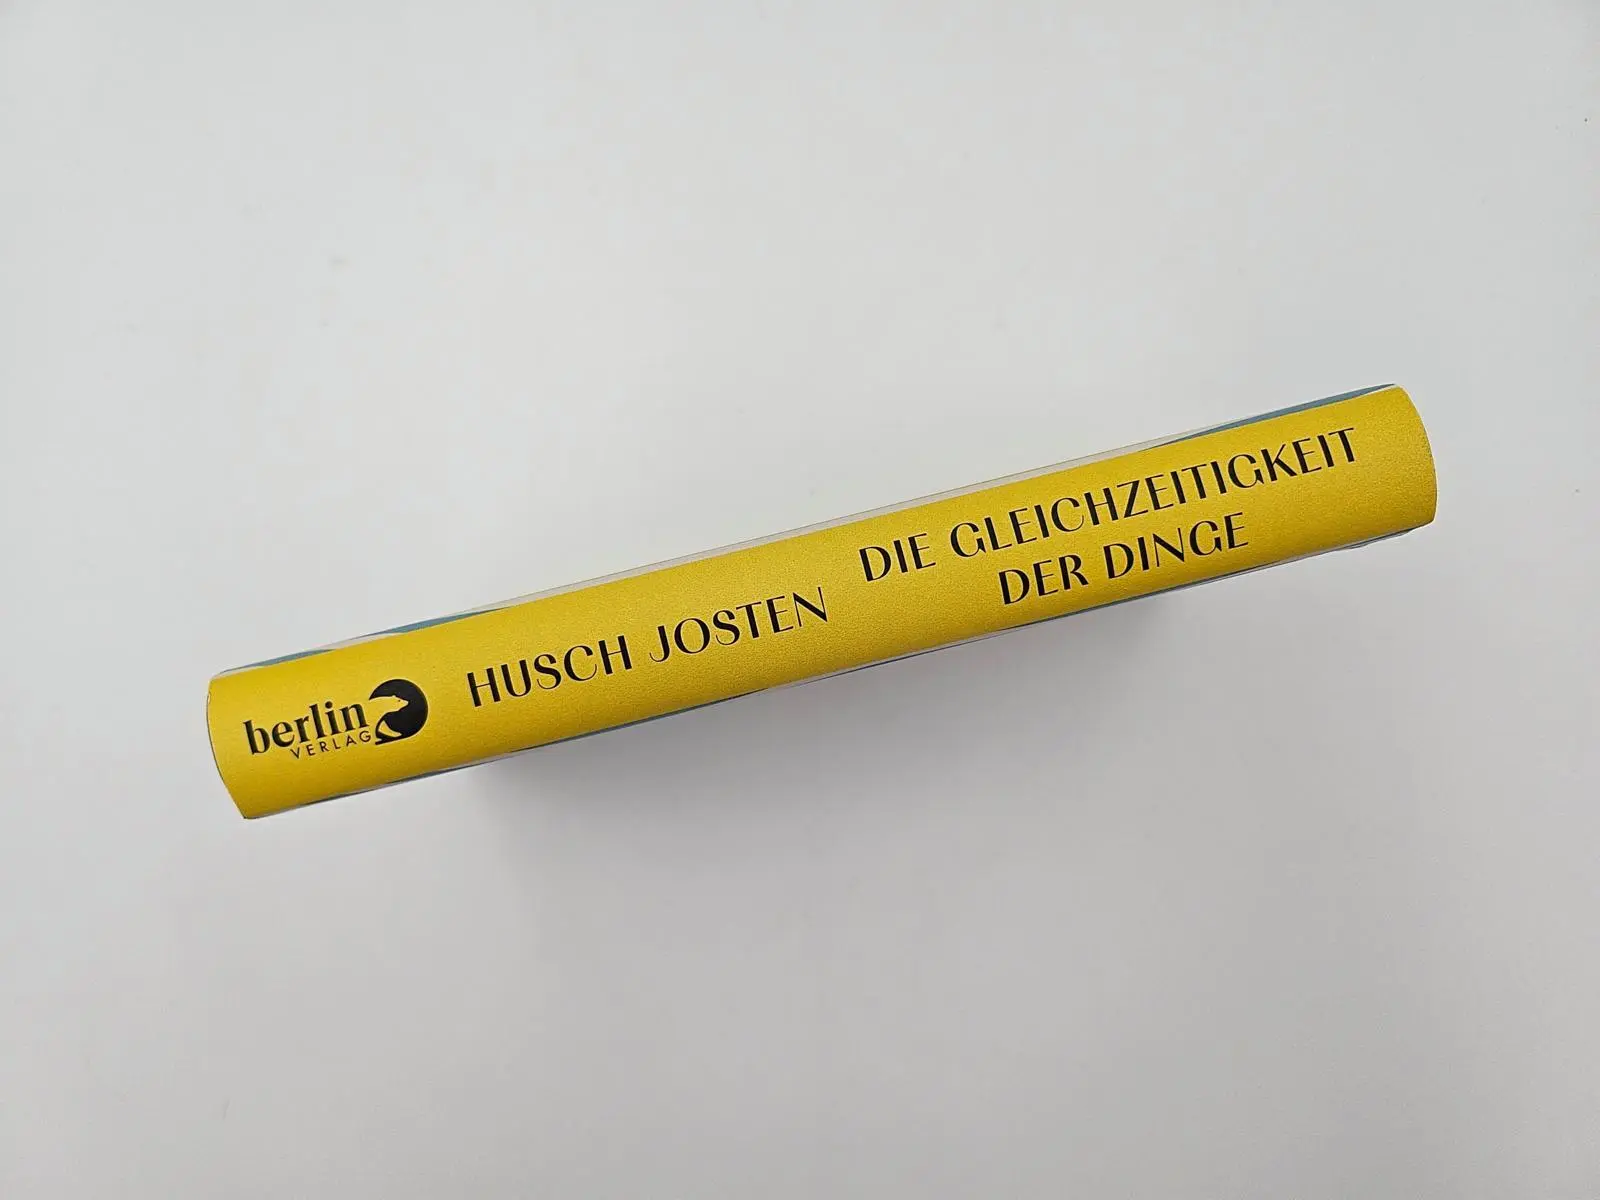 berlin
VERLAG
HUSCH JOSTEN
DIE GLEICHZEITIGKEIT
DER DINGE